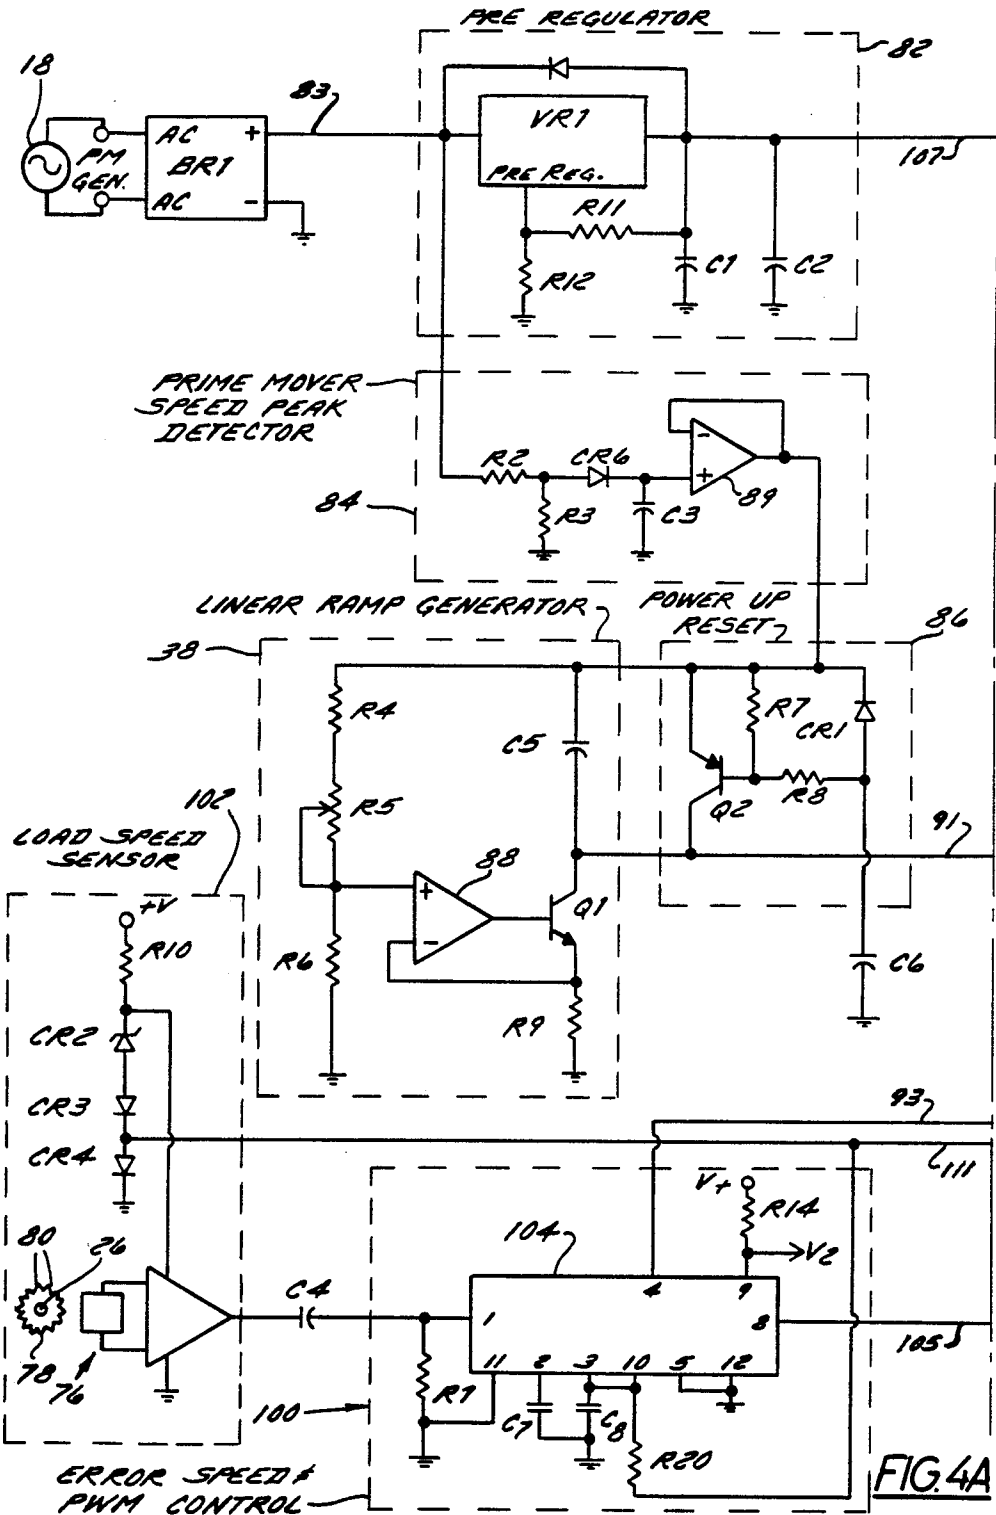 PRE REGULATOR
82
18
83
AC
+
BR1
PM
GEN.
AC
−
VR1
PRE REG.
107
R11
R12
C1
C2
PRIME MOVER
SPEED PEAK
DETECTOR
R2
CR6
−
+
89
84
R3
C3
LINEAR RAMP GENERATOR
POWER UP
RESET
86
38
R4
C5
R7
CR1
R5
Q2
R8
102
LOAD SPEED
SENSOR
91
88
+
−
Q1
+V
R10
R6
C6
R9
CR2
CR3
CR4
93
111
V+
R14
V2
80
26
104
C4
4
9
1
8
105
11
2
3
10
5
12
78
76
R1
C7
C8
100
R20
ERROR SPEED &
PWM CONTROL
FIG. 4A